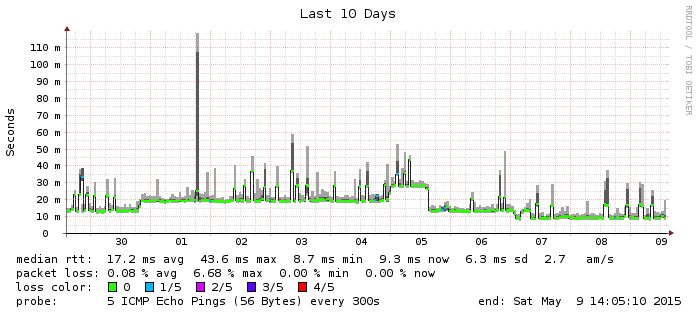 Last 10 Days
RRDTOOL / TOBI OETIKER
Seconds
110 m
100 m
90 m
80 m
70 m
60 m
50 m
40 m
30 m
20 m
10 m
0
30 01 02 03 04 05 06 07 08 09
median rtt: 17.2 ms avg 43.6 ms max 8.7 ms min 9.3 ms now 6.3 ms sd 2.7 am/s
packet loss: 0.08 % avg 6.68 % max 0.00 % min 0.00 % now
loss color: 0 1/5 2/5 3/5 4/5
probe: 5 ICMP Echo Pings (56 Bytes) every 300s end: Sat May 9 14:05:10 2015